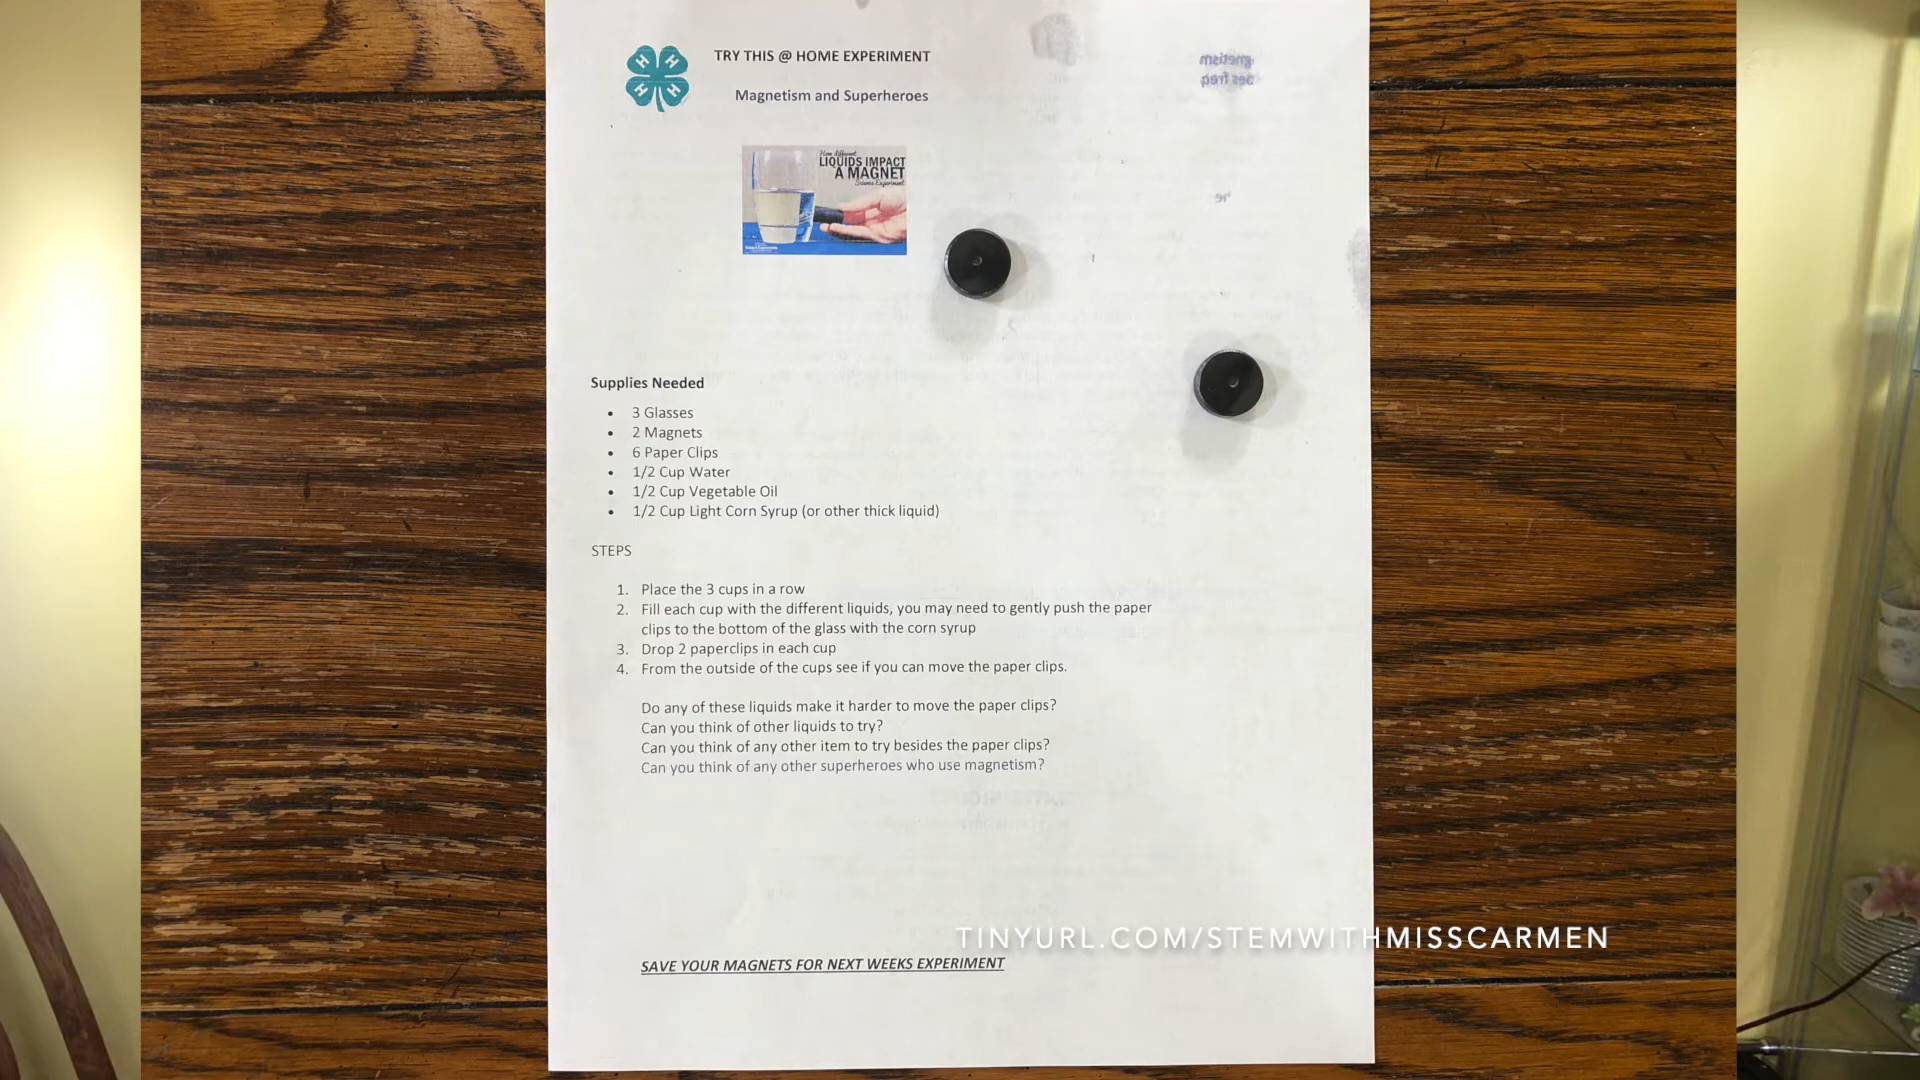 TRY THIS @ HOME EXPERIMENT
Magnetism and Superheroes
H H
H H
How different
LIQUIDS IMPACT
A MAGNET
Science Experiment
Supplies Needed
• 3 Glasses
• 2 Magnets
• 6 Paper Clips
• 1/2 Cup Water
• 1/2 Cup Vegetable Oil
• 1/2 Cup Light Corn Syrup (or other thick liquid)
STEPS
1. Place the 3 cups in a row
2. Fill each cup with the different liquids, you may need to gently push the paper
clips to the bottom of the glass with the corn syrup
3. Drop 2 paperclips in each cup
4. From the outside of the cups see if you can move the paper clips.
Do any of these liquids make it harder to move the paper clips?
Can you think of other liquids to try?
Can you think of any other item to try besides the paper clips?
Can you think of any other superheroes who use magnetism?
TINYURL.COM/STEMWITHMISSCARMEN
SAVE YOUR MAGNETS FOR NEXT WEEKS EXPERIMENT